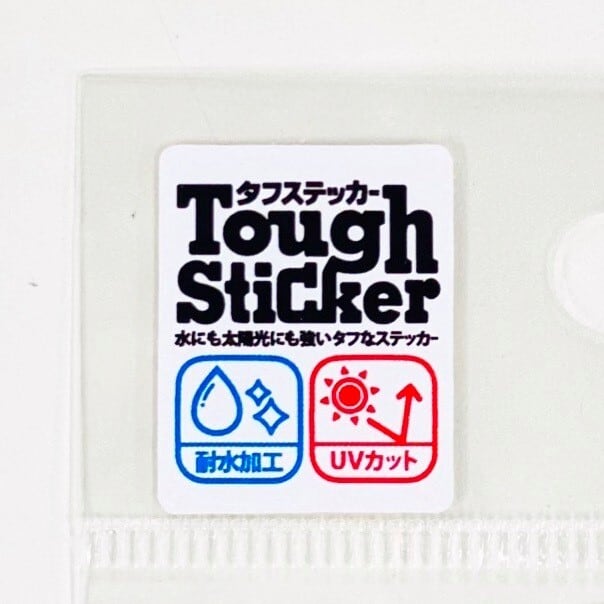 タフステッカー
Tough
Sticker
水にも太陽光にも強いタフなステッカー
耐水加工
UVカット